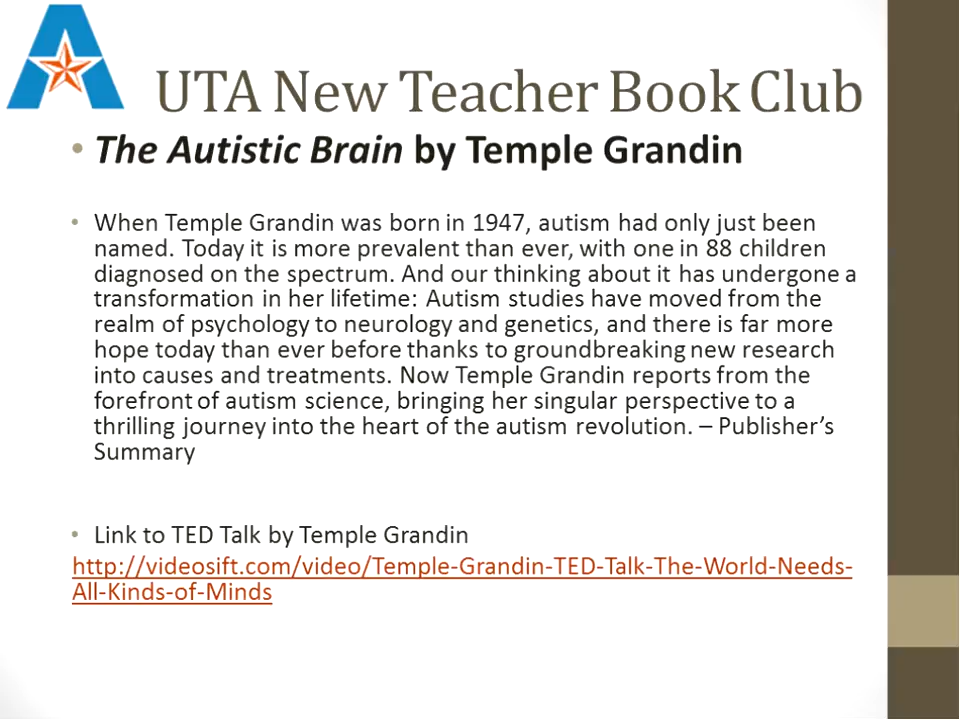 UTA New Teacher Book Club
• The Autistic Brain by Temple Grandin
• When Temple Grandin was born in 1947, autism had only just been
named. Today it is more prevalent than ever, with one in 88 children
diagnosed on the spectrum. And our thinking about it has undergone a
transformation in her lifetime: Autism studies have moved from the
realm of psychology to neurology and genetics, and there is far more
hope today than ever before thanks to groundbreaking new research
into causes and treatments. Now Temple Grandin reports from the
forefront of autism science, bringing her singular perspective to a
thrilling journey into the heart of the autism revolution. – Publisher’s
Summary
• Link to TED Talk by Temple Grandin
http://videosift.com/video/Temple-Grandin-TED-Talk-The-World-Needs-
All-Kinds-of-Minds